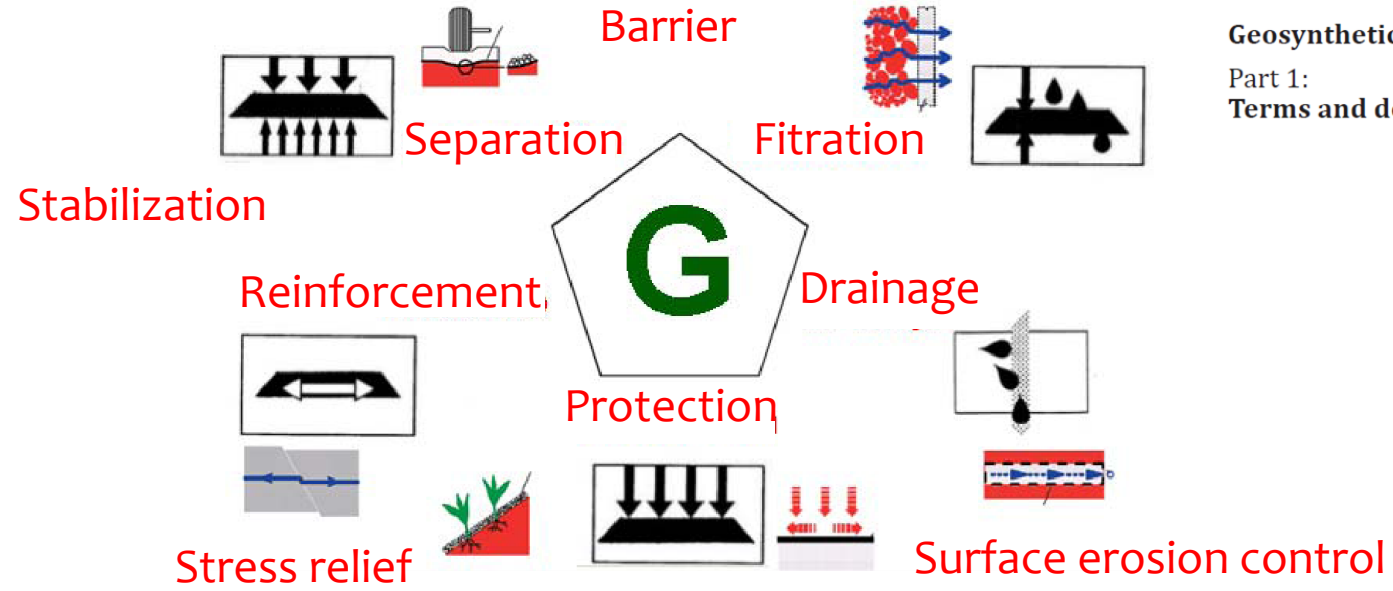 Barrier
Geosynthetic
Part 1:
Terms and de
Separation
Fitration
Stabilization
G
Reinforcement
Drainage
Protection
Stress relief
Surface erosion control